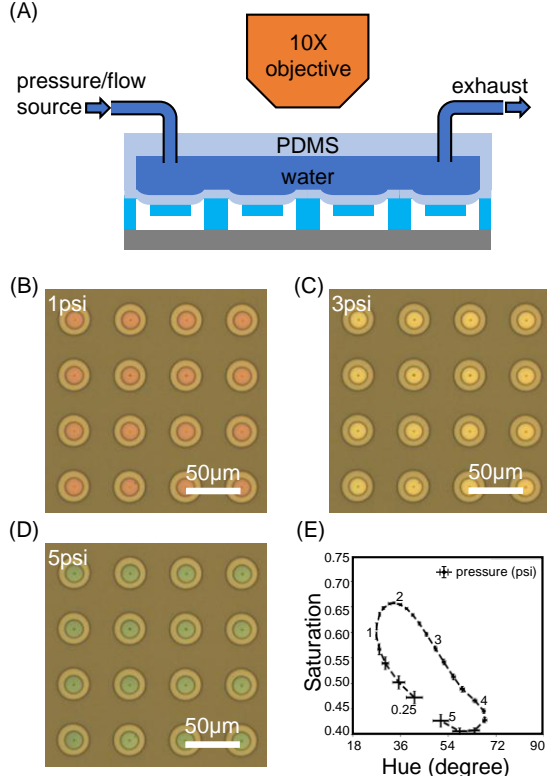 (A)
10X
objective
pressure/flow
source
exhaust
PDMS
water
(B)
1psi
50μm
(C)
3psi
50μm
(D)
5psi
50μm
(E)
pressure (psi)
Saturation
0.75
0.70
0.65
0.60
0.55
0.50
0.45
0.40
1
2
3
4
5
0.25
18 36 54 72 90
Hue (degree)